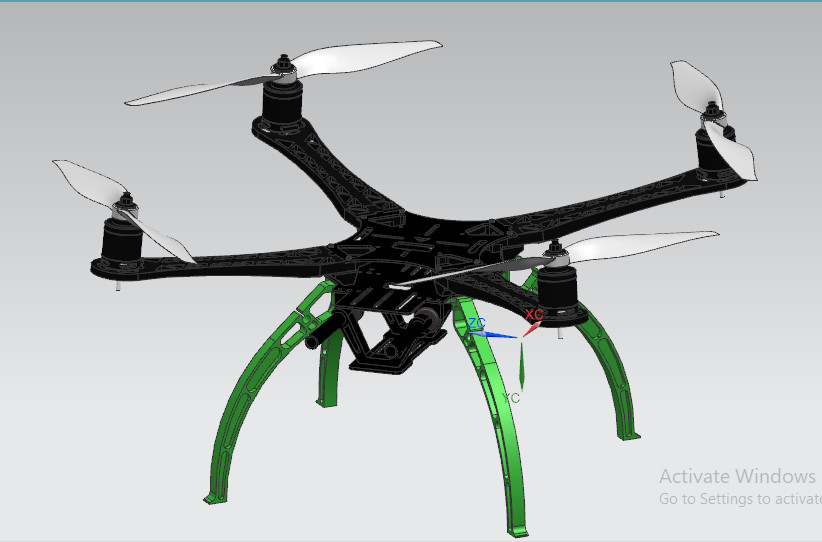 XC
ZC
YC
Activate Windows
Go to Settings to activate